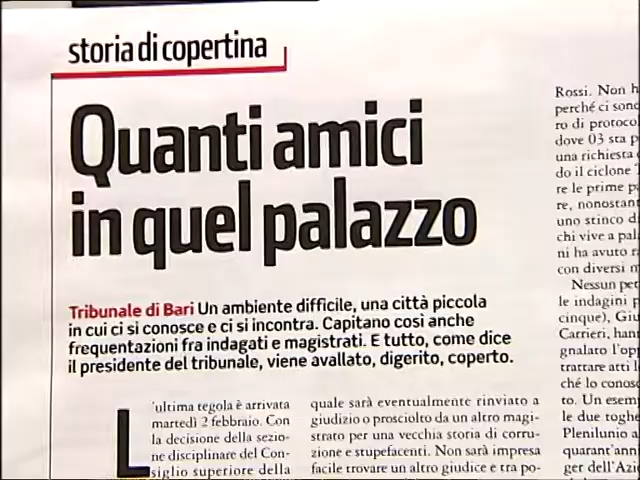 storia di copertina
Quanti amici
in quel palazzo
Tribunale di Bari Un ambiente difficile, una città piccola
in cui ci si conosce e ci si incontra. Capitano così anche
frequentazioni fra indagati e magistrati. E tutto, come dice
il presidente del tribunale, viene avallato, digerito, coperto.
L'ultima tegola è arrivata
martedì 2 febbraio. Con
la decisione della sezio-
ne disciplinare del Con-
siglio superiore della
quale sarà eventualmente rinviato a
giudizio o prosciolto da un altro magi-
strato per una vecchia storia di corru-
zione e stupefacenti. Non sarà impresa
facile trovare un altro giudice e tra po-
Rossi. Non h
perché ci sono
ro di protoco
dove 03 sta p
una richiesta
do il ciclone
re le prime p
re, nonostan
uno stinco d
chi vive a pal
ni ha avuto r
con diversi m
Nessun per
le indagini p
cinque), Giu
Carrieri, han
gnalato l'opp
trattare atti l
ché lo conos
to. Un esem
le due toghe
Plenilunio a
quarant'ann
ger dell'Azi